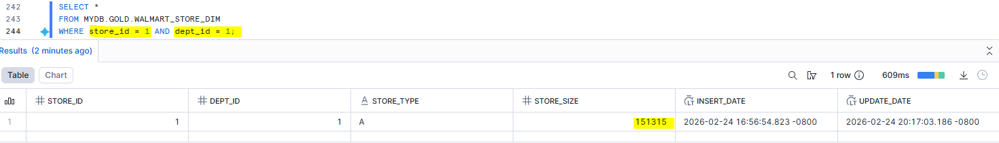 242 SELECT *
243 FROM MYDB.GOLD.WALMART_STORE_DIM
244 WHERE store_id = 1 AND dept_id = 1;
Results (2 minutes ago)
Table Chart 1 row 609ms
STORE_ID DEPT_ID STORE_TYPE STORE_SIZE INSERT_DATE UPDATE_DATE
1 1 1 A 151315 2026-02-24 16:56:54.823 -0800 2026-02-24 20:17:03.186 -0800